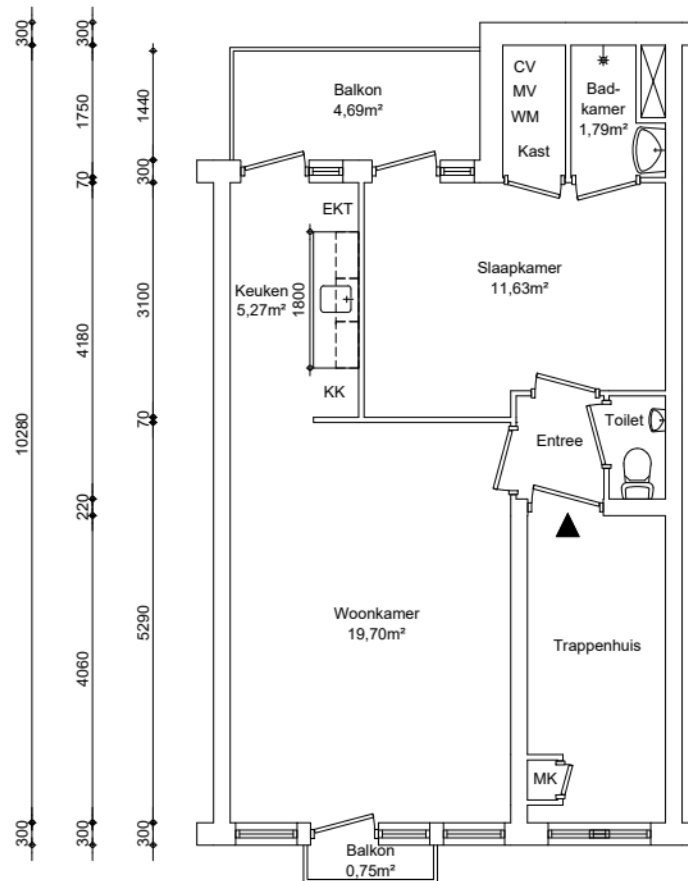 300
300
300
1750
1440
70
300
10280
4180
3100
220
70
4060
5290
300
300
300
Balkon
4,69m²
CV
MV
WM
Kast
Bad-
kamer
1,79m²
EKT
Keuken
5,27m²
1800
KK
Slaapkamer
11,63m²
Entree
Toilet
Woonkamer
19,70m²
Trappenhuis
MK
Balkon
0,75m²